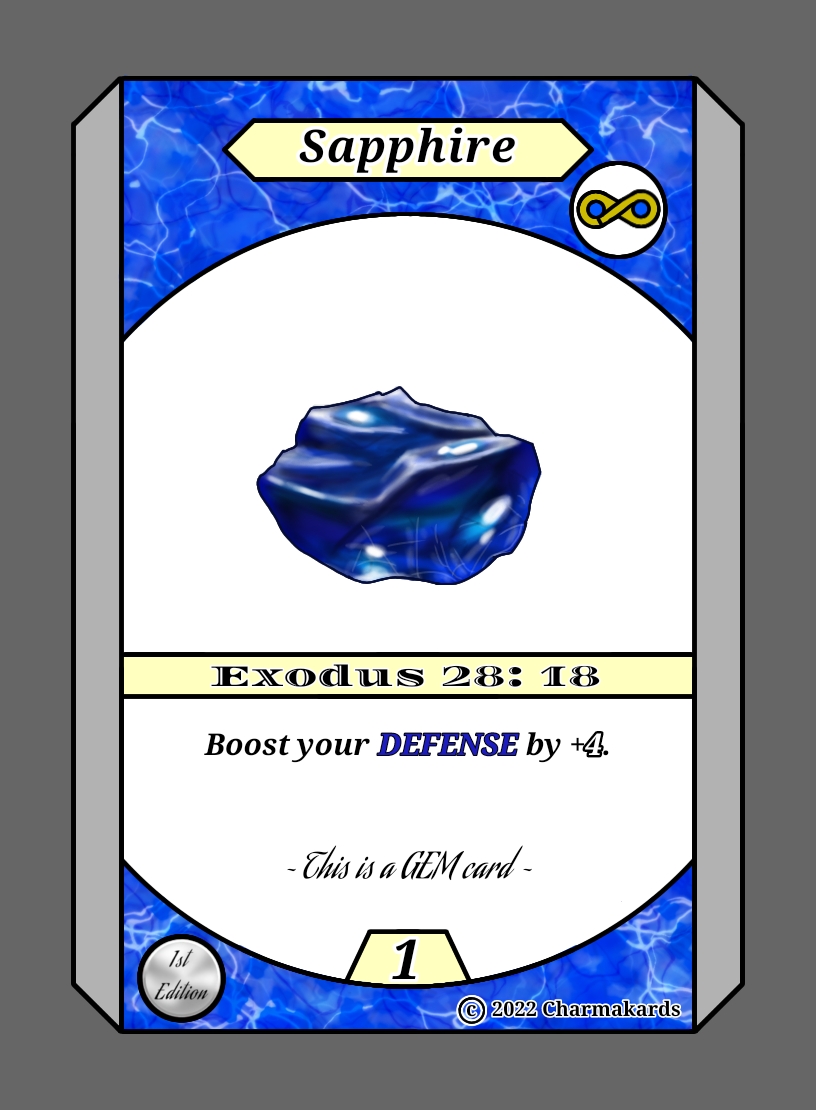 Sapphire
Exodus 28: 18
Boost your DEFENSE by +4.
~ This is a GEM card ~
1
1st
Edition
© 2022 Charmakards